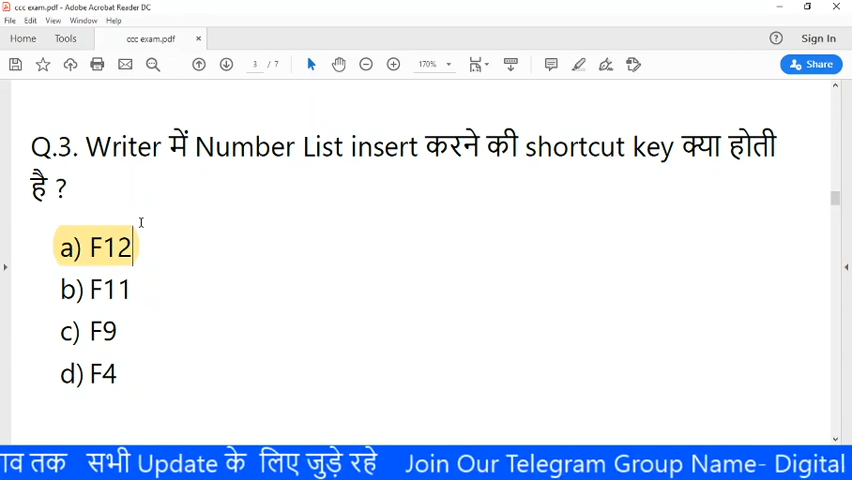 ccc exam.pdf - Adobe Acrobat Reader DC
File Edit View Window Help
Home Tools ccc exam.pdf × ? Sign In
3 / 7 170% Share
Q.3. Writer में Number List insert करने की shortcut key क्या होती
है ?
a) F12
b) F11
c) F9
d) F4
ाव तक सभी Update के लिए जुड़े रहे Join Our Telegram Group Name- Digital